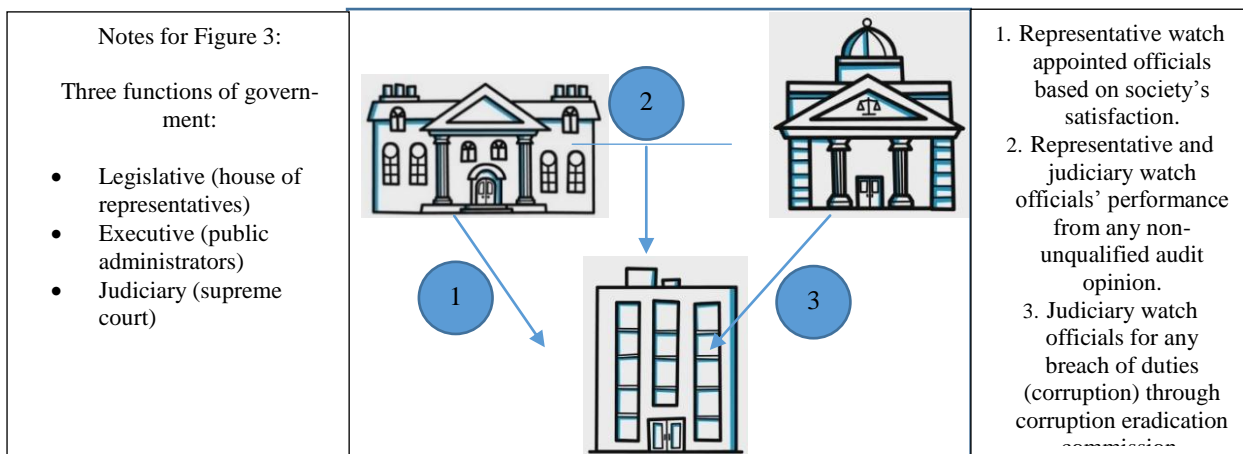 Notes for Figure 3:
Three functions of govern-
ment:
• Legislative (house of
representatives)
• Executive (public
administrators)
• Judiciary (supreme
court)
2
1
3
1. Representative watch
appointed officials
based on society's
satisfaction.
2. Representative and
judiciary watch
officials' performance
from any non-
unqualified audit
opinion.
3. Judiciary watch
officials for any
breach of duties
(corruption) through
corruption eradication
commission